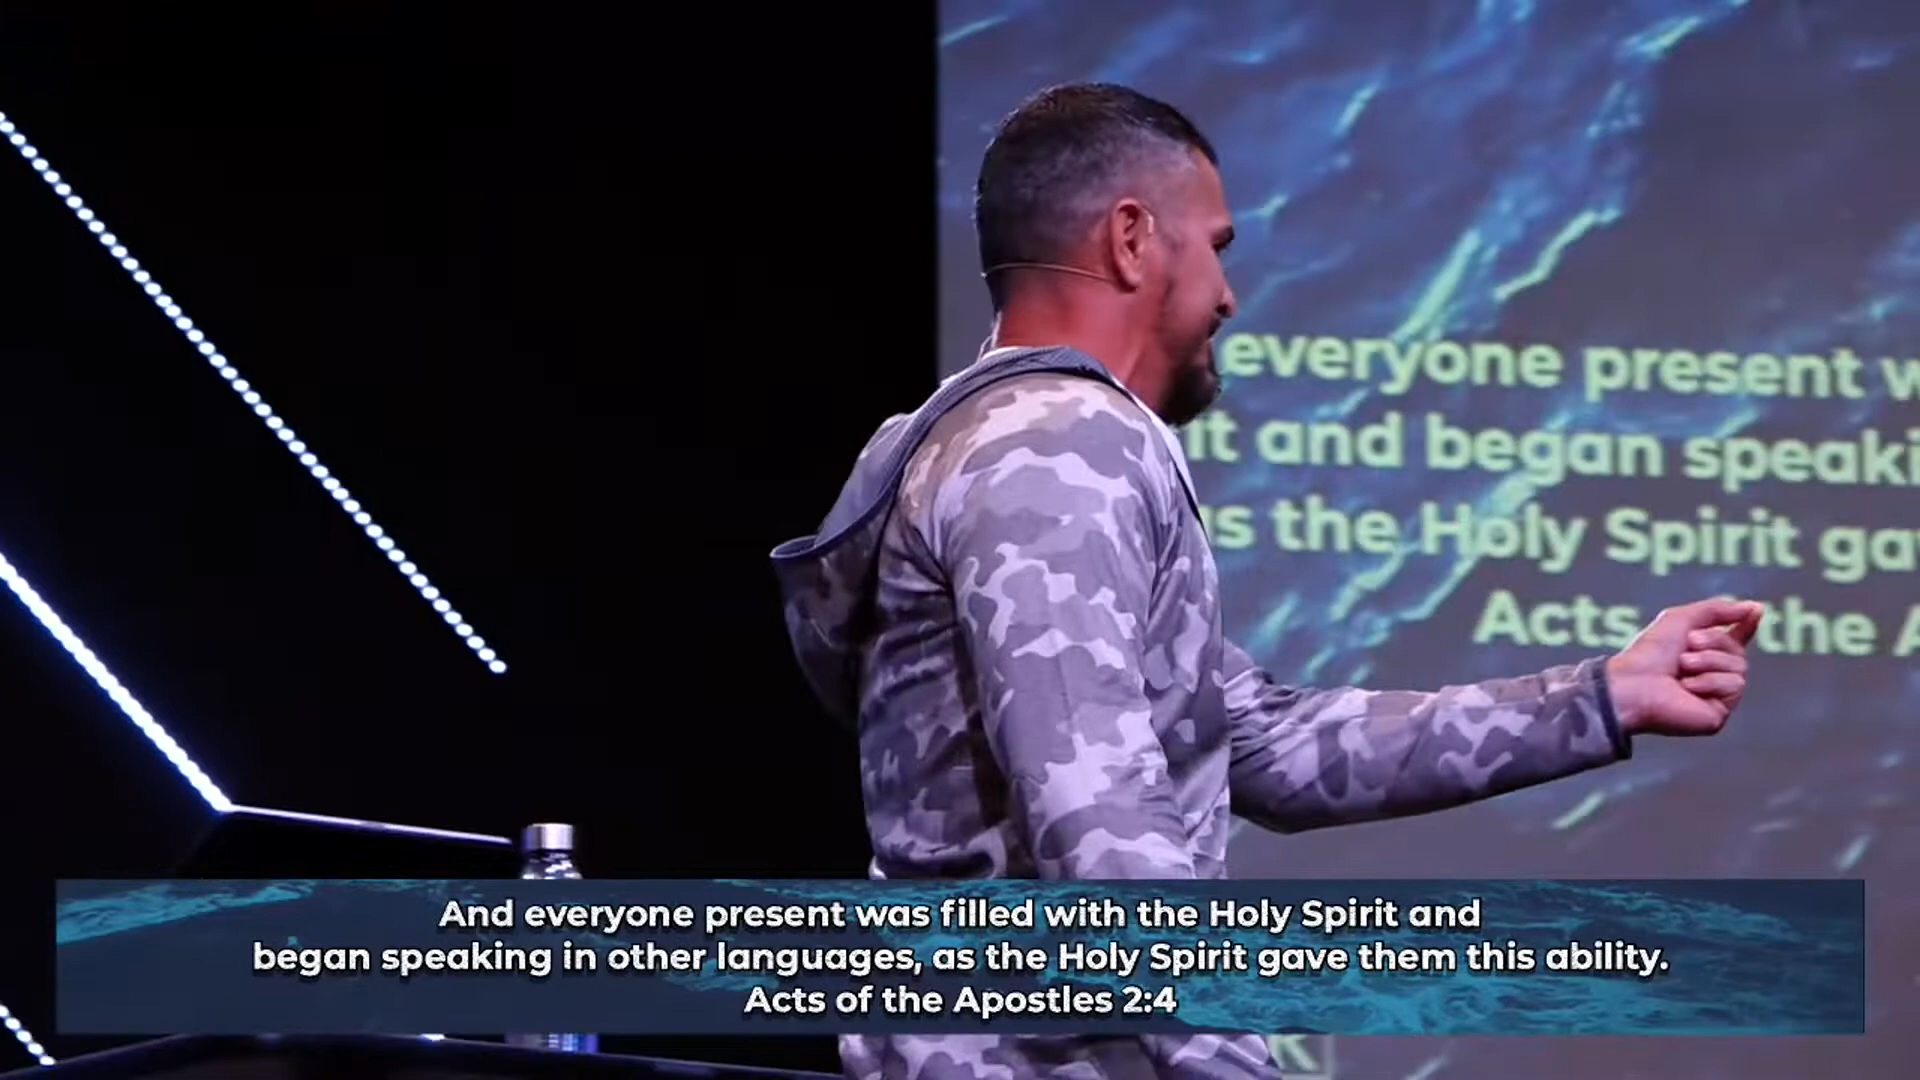 everyone present
it and began
as the Holy Spirit
Acts the
And everyone present was filled with the Holy Spirit and
began speaking in other languages, as the Holy Spirit gave them this ability.
Acts of the Apostles 2:4